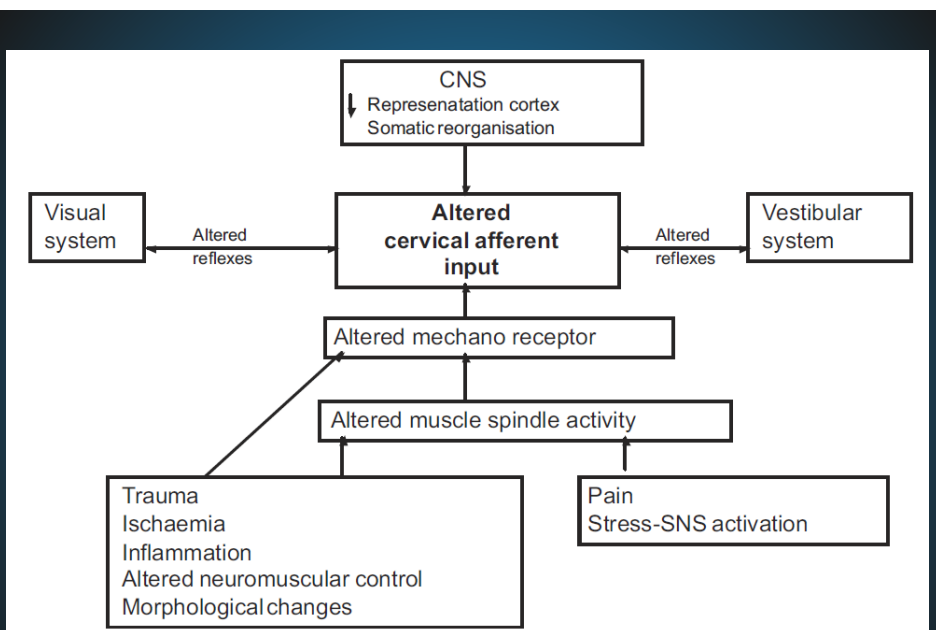 CNS
↓ Represenatation cortex
Somatic reorganisation
Visual
system
Altered
reflexes
Altered
cervical afferent
input
Altered
reflexes
Vestibular
system
Altered mechano receptor
Altered muscle spindle activity
Trauma
Ischaemia
Inflammation
Altered neuromuscular control
Morphological changes
Pain
Stress-SNS activation